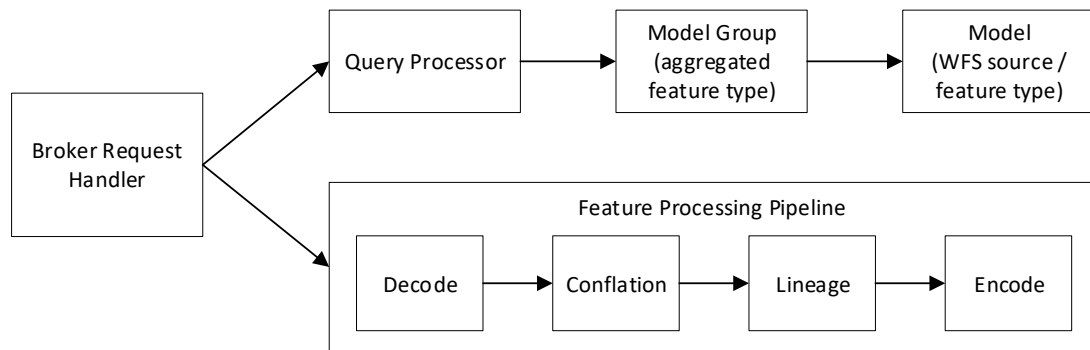 Broker Request
Handler
Query Processor
Model Group
(aggregated
feature type)
Model
(WFS source /
feature type)
Feature Processing Pipeline
Decode
Conflation
Lineage
Encode